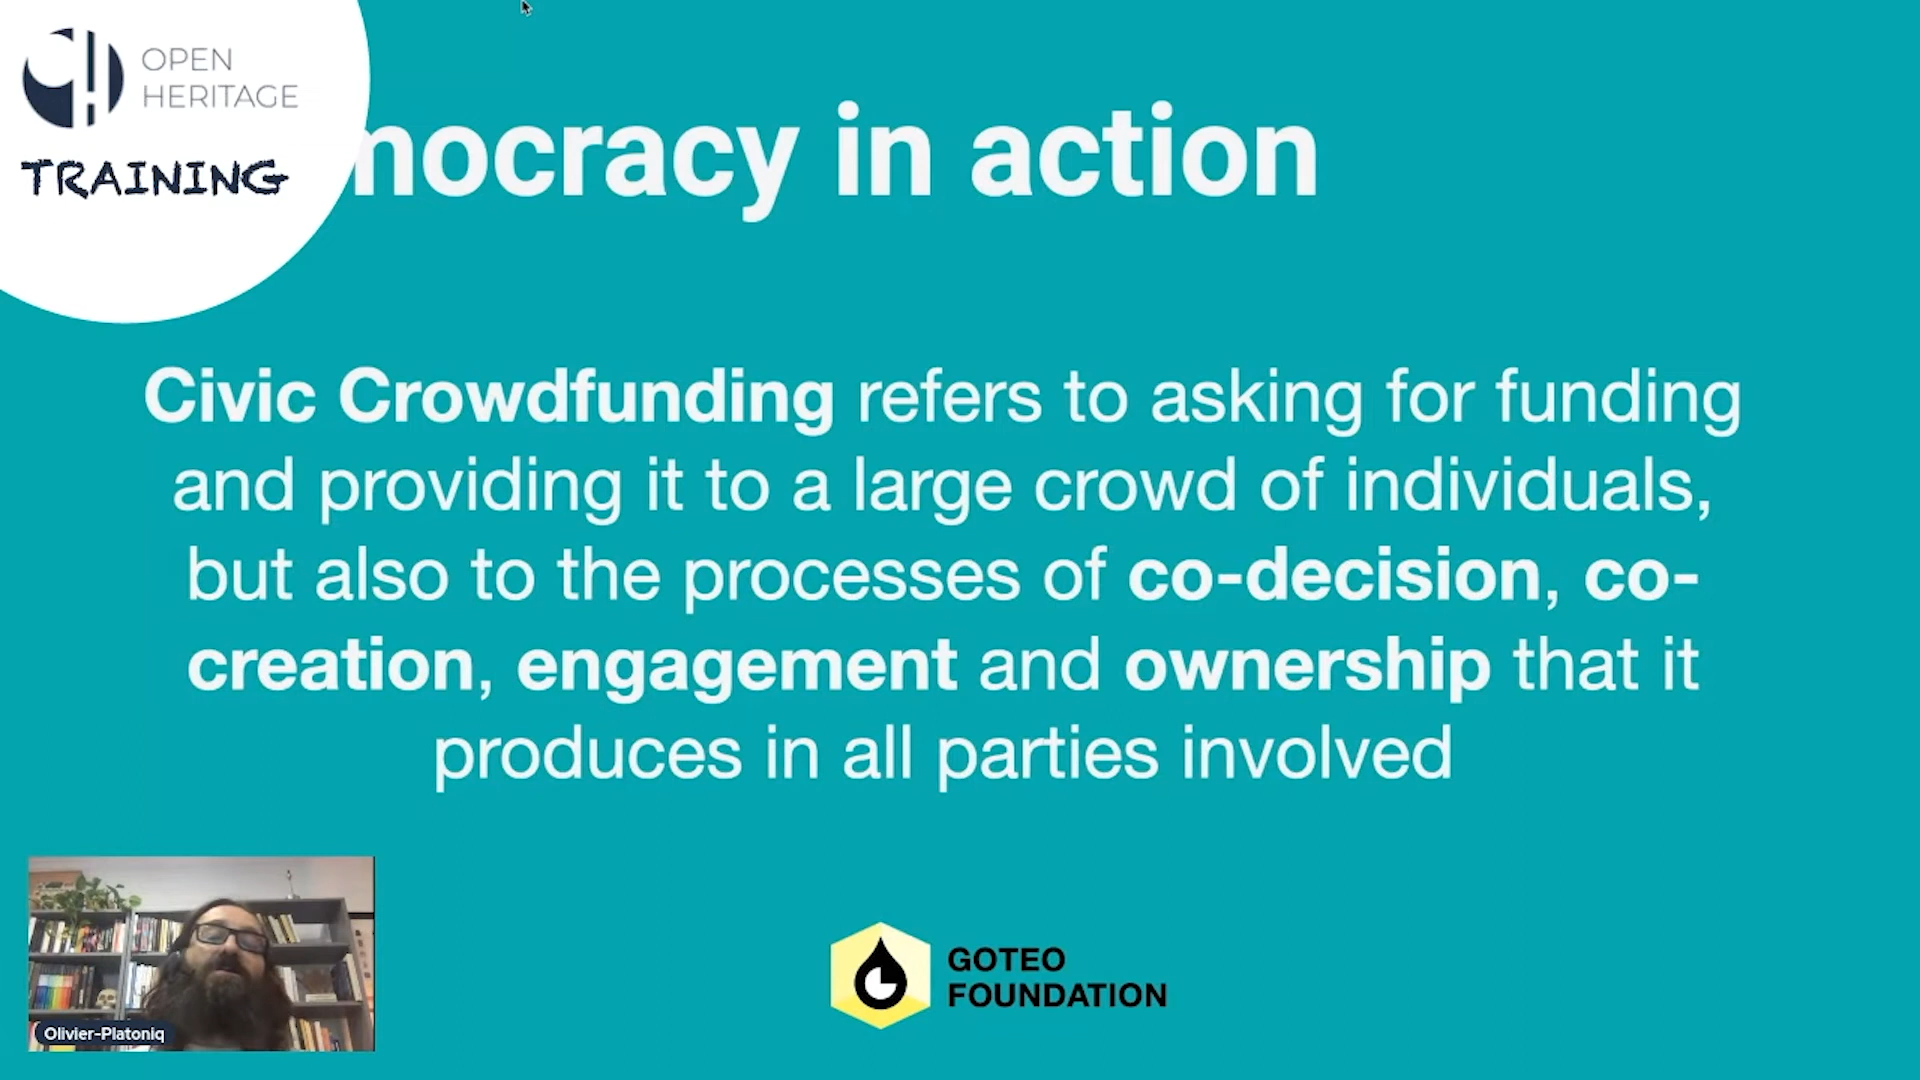 OPEN
HERITAGE
TRAINING
mocracy in action
Civic Crowdfunding refers to asking for funding
and providing it to a large crowd of individuals,
but also to the processes of co-decision, co-
creation, engagement and ownership that it
produces in all parties involved
Olivier-Platoniq
GOTEO
FOUNDATION